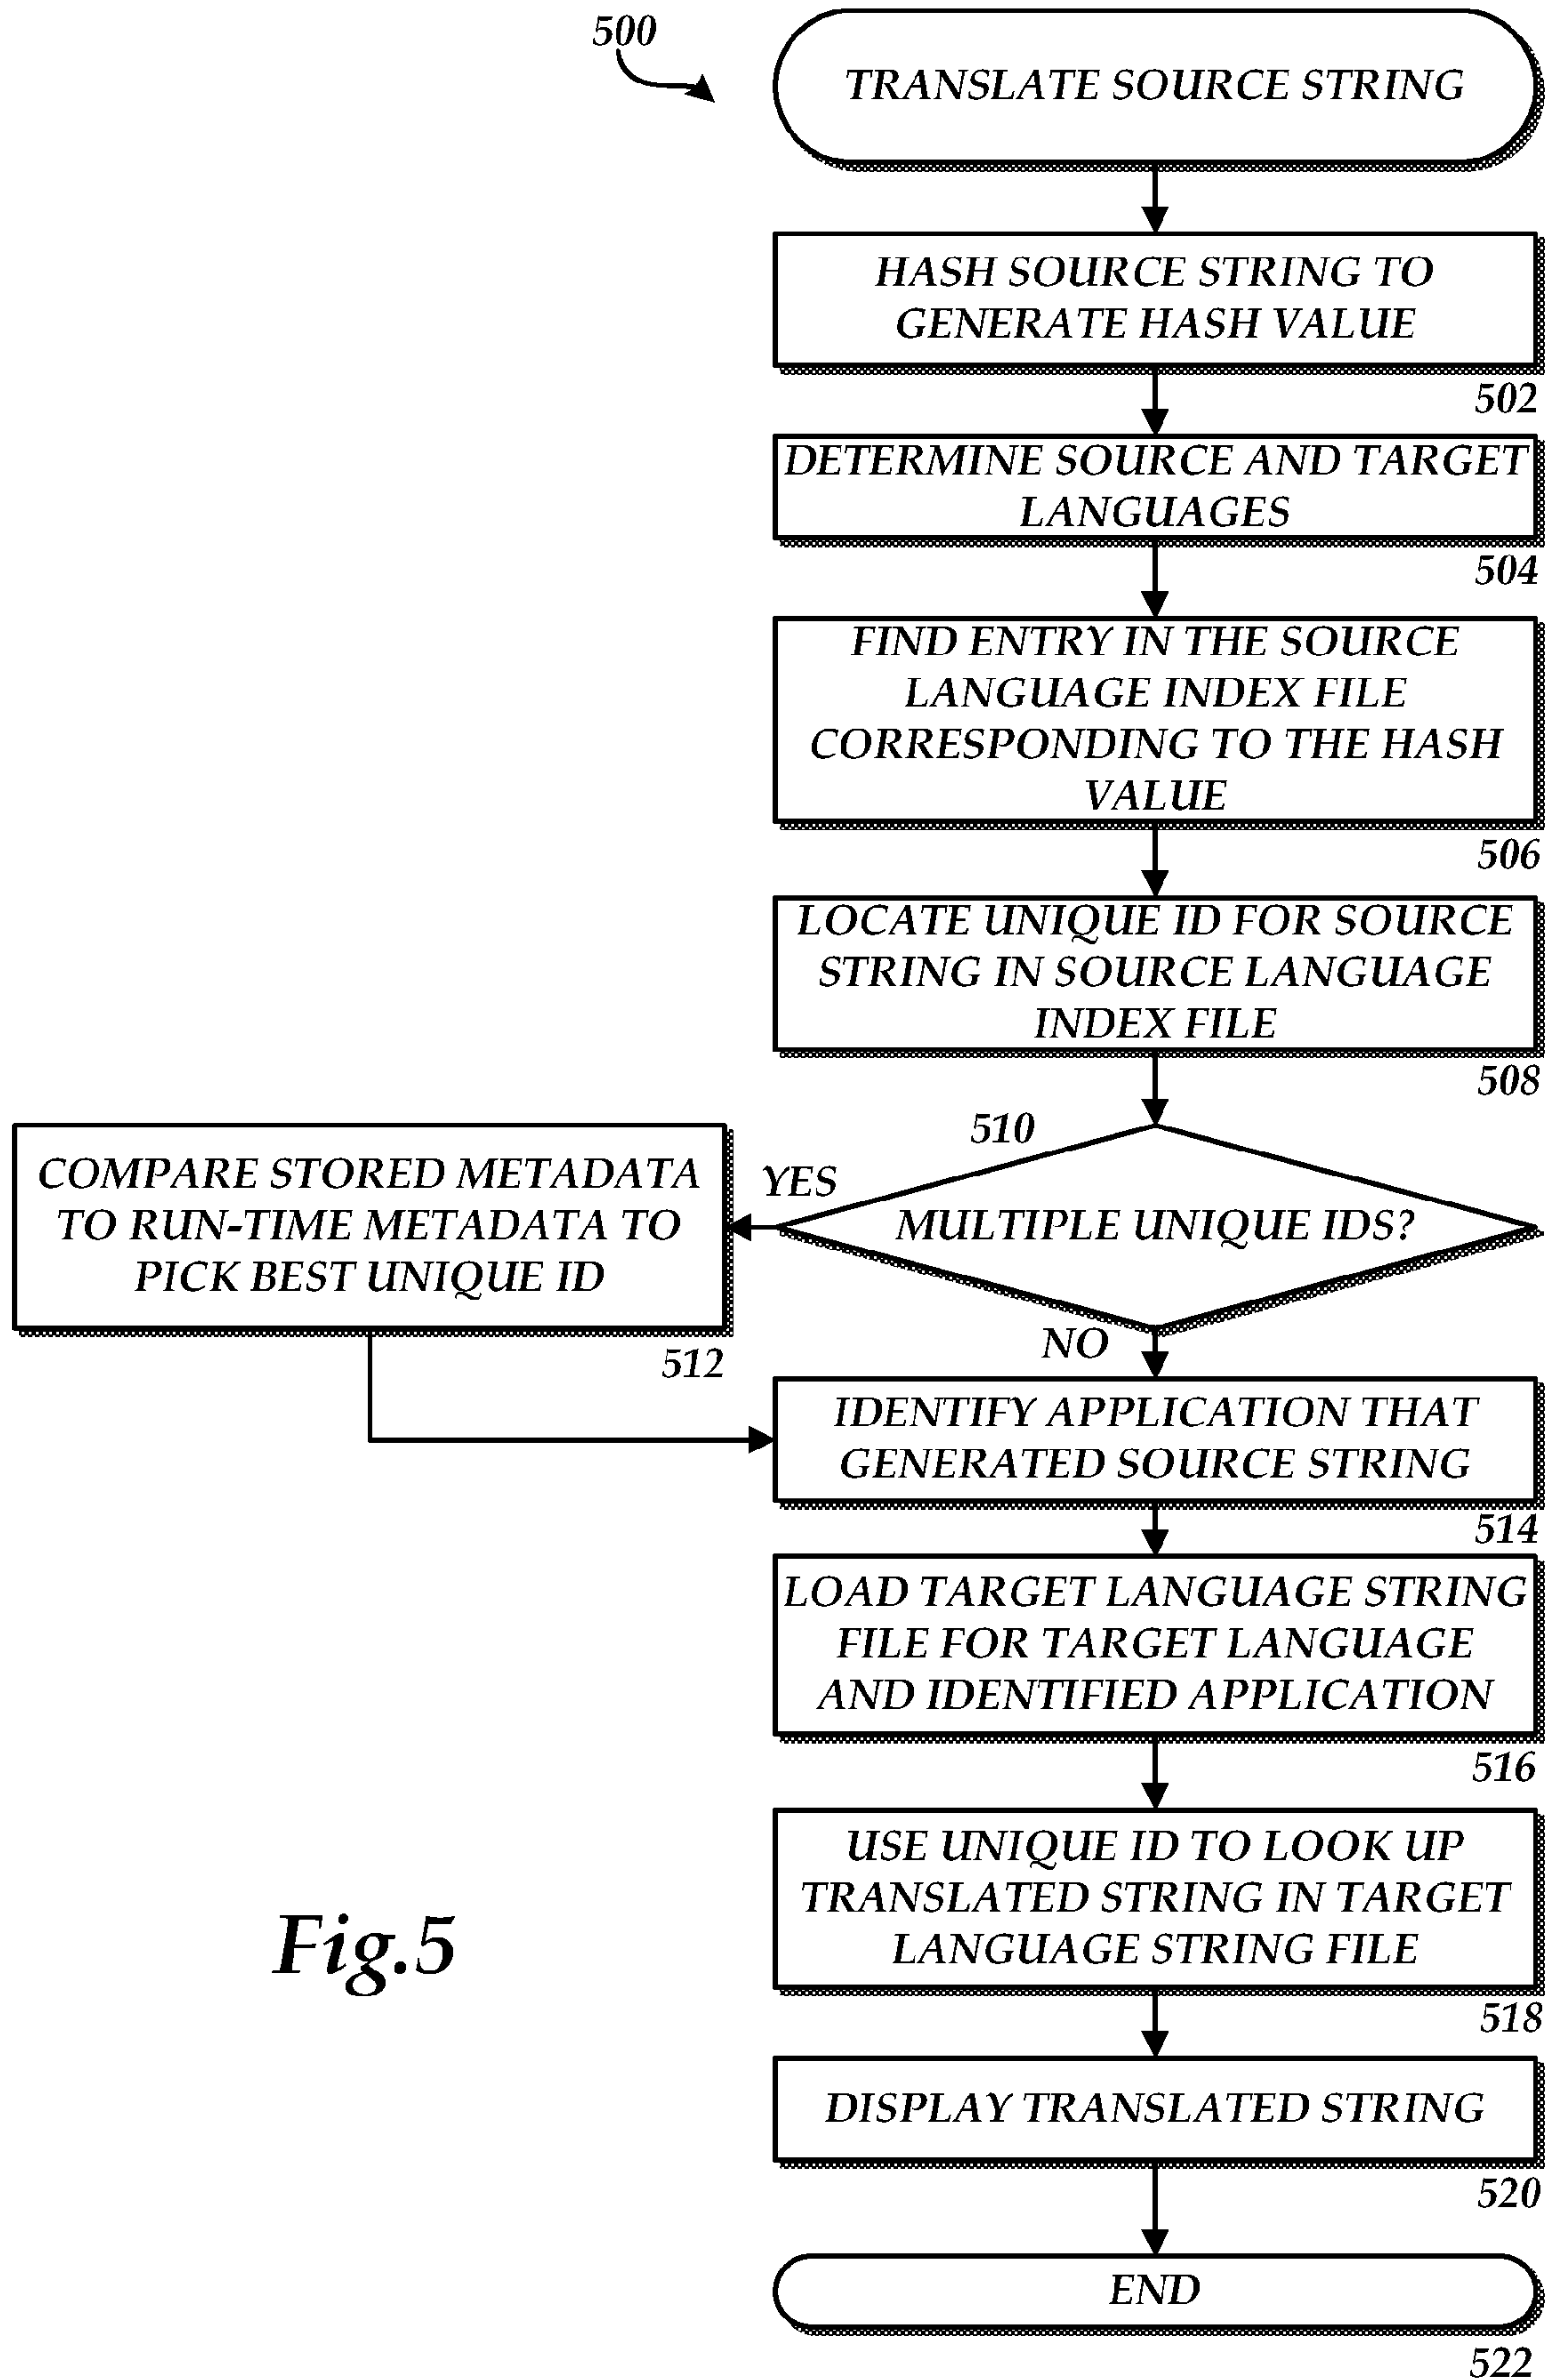 500
TRANSLATE SOURCE STRING
HASH SOURCE STRING TO
GENERATE HASH VALUE
502
DETERMINE SOURCE AND TARGET
LANGUAGES
504
FIND ENTRY IN THE SOURCE
LANGUAGE INDEX FILE
CORRESPONDING TO THE HASH
VALUE
506
LOCATE UNIQUE ID FOR SOURCE
STRING IN SOURCE LANGUAGE
INDEX FILE
508
510
MULTIPLE UNIQUE IDS?
YES
COMPARE STORED METADATA
TO RUN-TIME METADATA TO
PICK BEST UNIQUE ID
512
NO
IDENTIFY APPLICATION THAT
GENERATED SOURCE STRING
514
LOAD TARGET LANGUAGE STRING
FILE FOR TARGET LANGUAGE
AND IDENTIFIED APPLICATION
516
USE UNIQUE ID TO LOOK UP
TRANSLATED STRING IN TARGET
LANGUAGE STRING FILE
518
DISPLAY TRANSLATED STRING
520
END
522
Fig.5